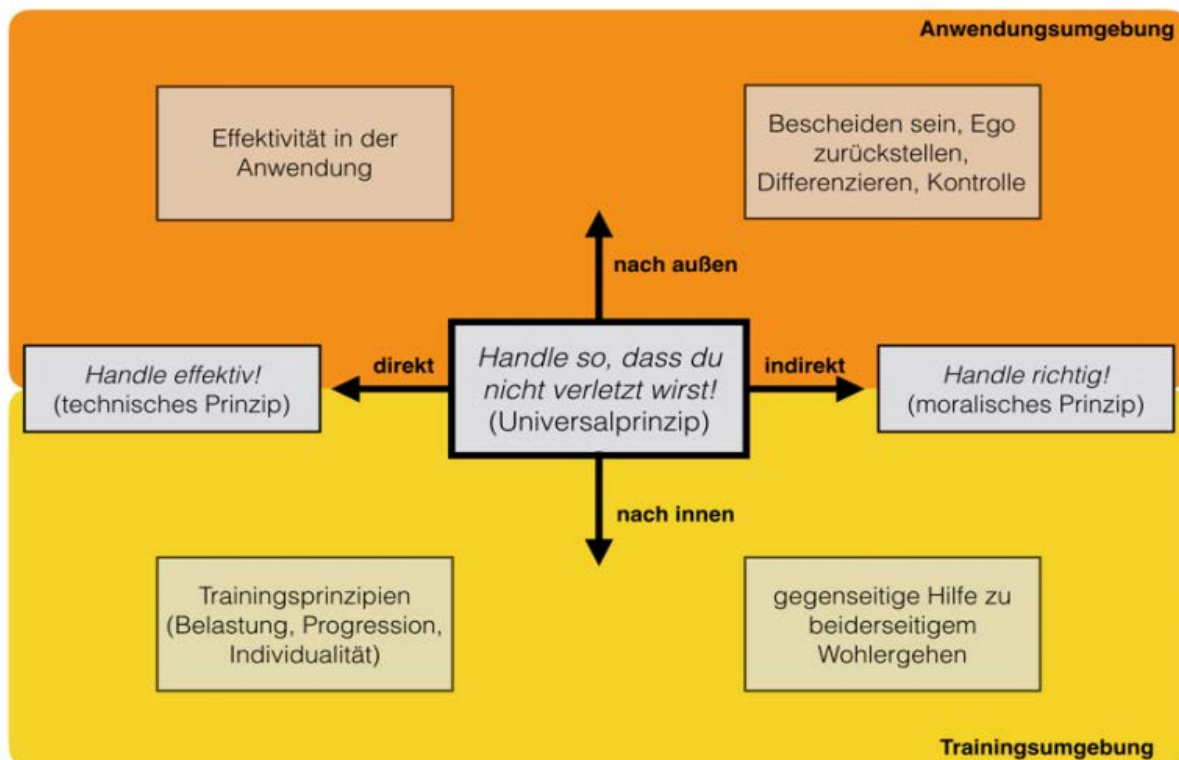 Anwendungsumgebung
Effektivität in der
Anwendung
Bescheiden sein, Ego
zurückstellen,
Differenzieren, Kontrolle
nach außen
direkt
Handle so, dass du
nicht verletzt wirst!
(Universalprinzip)
indirekt
Handle effektiv!
(technisches Prinzip)
Handle richtig!
(moralisches Prinzip)
nach innen
Trainingsprinzipien
(Belastung, Progression,
Individualität)
gegenseitige Hilfe zu
beiderseitigem
Wohlergehen
Trainingsumgebung